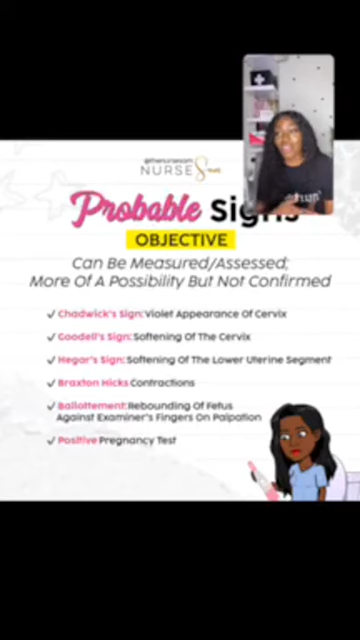 @thenursesam
NURSE Sam
Probable Signs
OBJECTIVE
Can Be Measured/Assessed;
More Of A Possibility But Not Confirmed
✓ Chadwick's Sign: Violet Appearance Of Cervix
✓ Goodell's Sign: Softening Of The Cervix
✓ Hegar's Sign: Softening Of The Lower Uterine Segment
✓ Braxton Hicks Contractions
✓ Ballottement: Rebounding Of Fetus
Against Examiner's Fingers On Palpation
✓ Positive Pregnancy Test